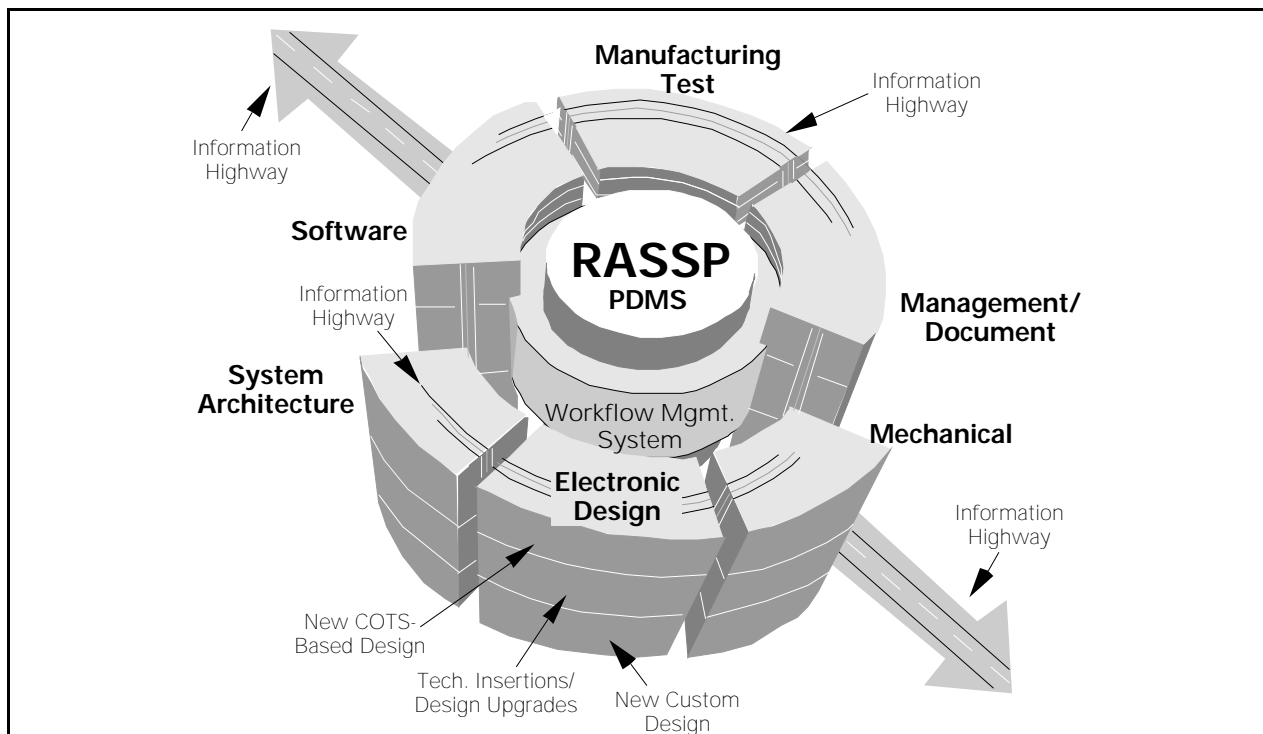 Manufacturing
Test
Information
Highway
Information
Highway
Software
RASSP
PDMS
Information
Highway
Management/
Document
System
Architecture
Workflow Mgmt.
System
Mechanical
Electronic
Design
Information
Highway
New COTS-
Based Design
Tech. Insertions/
Design Upgrades
New Custom
Design